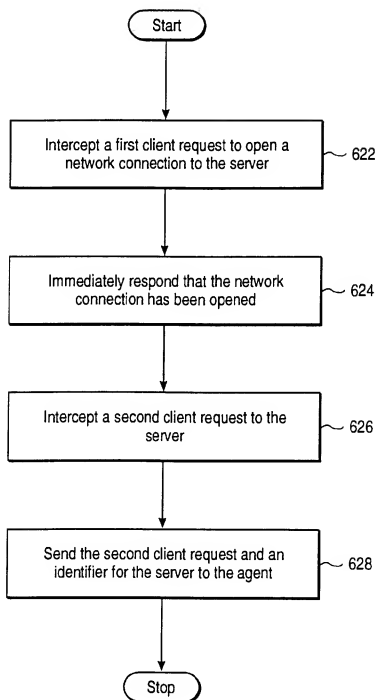 Start
Intercept a first client request to open a
network connection to the server
622
Immediately respond that the network
connection has been opened
624
Intercept a second client request to the
server
626
Send the second client request and an
identifier for the server to the agent
628
Stop